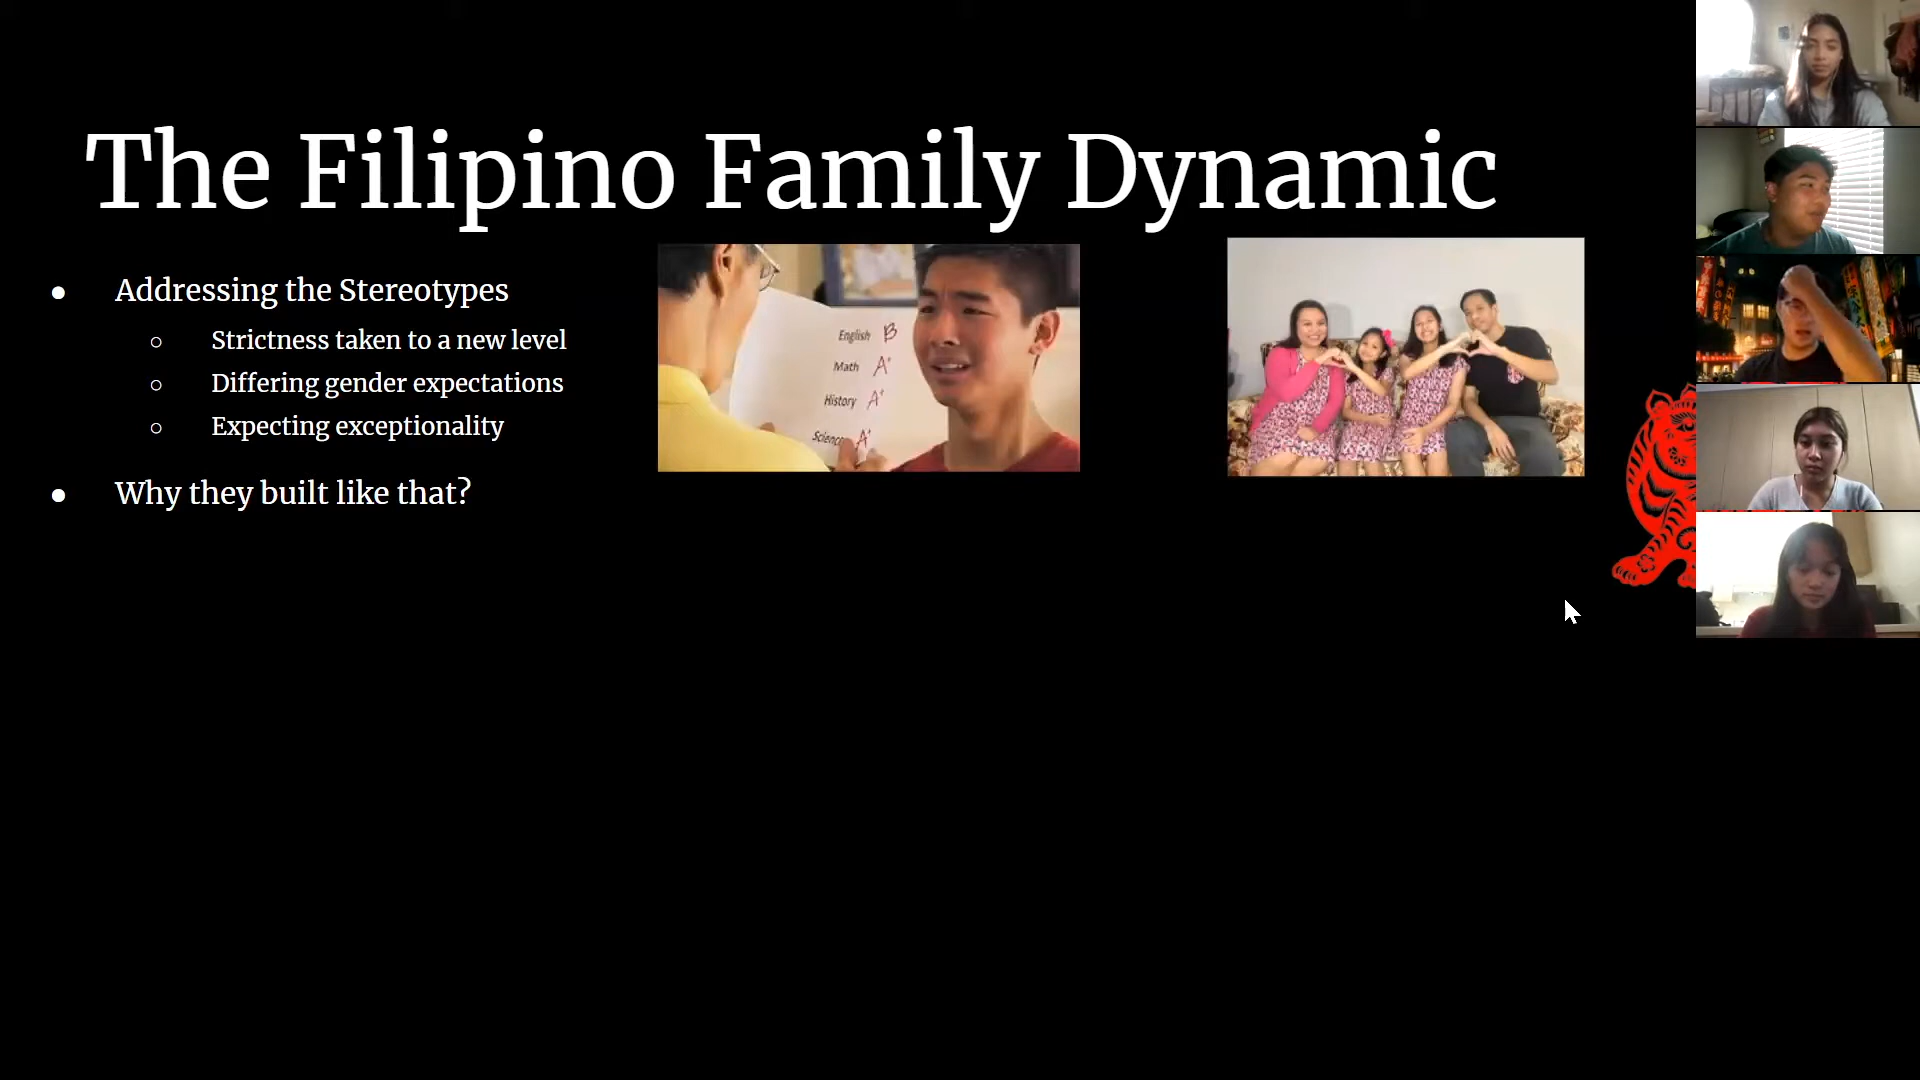 The Filipino Family Dynamic
● Addressing the Stereotypes
○ Strictness taken to a new level
○ Differing gender expectations
○ Expecting exceptionality
● Why they built like that?
English B
Math A+
History A+
Science A+